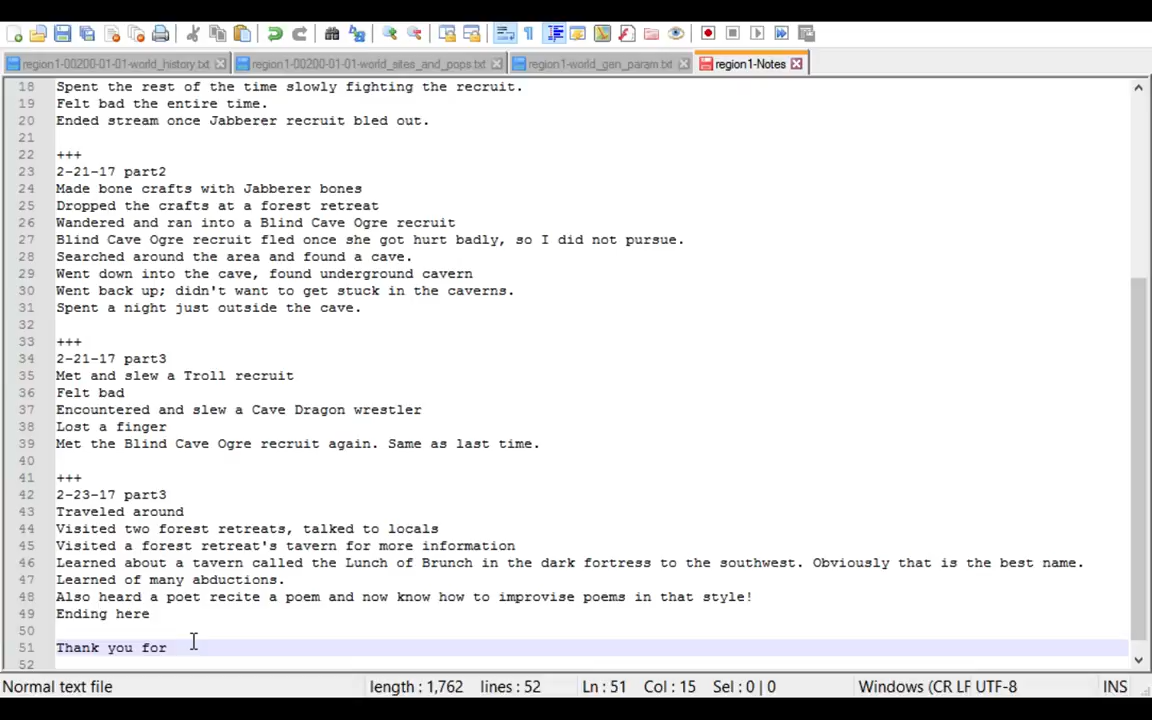 region1-00200-01-01-world_history.txt region1-00200-01-01-world_sites_and_pops.txt region1-world_gen_param.txt region1-Notes
18 Spent the rest of the time slowly fighting the recruit.
19 Felt bad the entire time.
20 Ended stream once Jabberer recruit bled out.
21
22 +++
23 2-21-17 part2
24 Made bone crafts with Jabberer bones
25 Dropped the crafts at a forest retreat
26 Wandered and ran into a Blind Cave Ogre recruit
27 Blind Cave Ogre recruit fled once she got hurt badly, so I did not pursue.
28 Searched around the area and found a cave.
29 Went down into the cave, found underground cavern
30 Went back up; didn't want to get stuck in the caverns.
31 Spent a night just outside the cave.
32
33 +++
34 2-21-17 part3
35 Met and slew a Troll recruit
36 Felt bad
37 Encountered and slew a Cave Dragon wrestler
38 Lost a finger
39 Met the Blind Cave Ogre recruit again. Same as last time.
40
41 +++
42 2-23-17 part3
43 Traveled around
44 Visited two forest retreats, talked to locals
45 Visited a forest retreat's tavern for more information
46 Learned about a tavern called the Lunch of Brunch in the dark fortress to the southwest. Obviously that is the best name.
47 Learned of many abductions.
48 Also heard a poet recite a poem and now know how to improvise poems in that style!
49 Ending here
50
51 Thank you for
52
Normal text file length : 1,762 lines : 52 Ln : 51 Col : 15 Sel : 0 | 0 Windows (CR LF UTF-8 INS